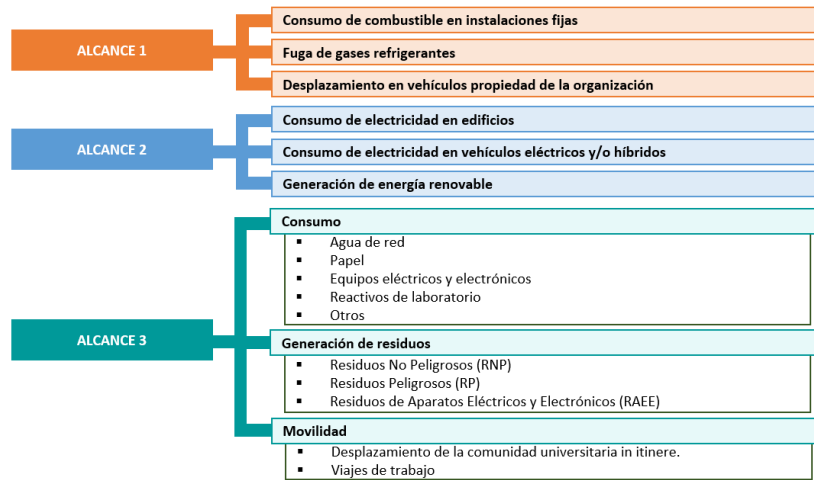 ALCANCE 1
Consumo de combustible en instalaciones fijas
Fuga de gases refrigerantes
Desplazamiento en vehículos propiedad de la organización
ALCANCE 2
Consumo de electricidad en edificios
Consumo de electricidad en vehículos eléctricos y/o híbridos
Generación de energía renovable
ALCANCE 3
Consumo
▪ Agua de red
▪ Papel
▪ Equipos eléctricos y electrónicos
▪ Reactivos de laboratorio
▪ Otros
Generación de residuos
▪ Residuos No Peligrosos (RNP)
▪ Residuos Peligrosos (RP)
▪ Residuos de Aparatos Eléctricos y Electrónicos (RAEE)
Movilidad
▪ Desplazamiento de la comunidad universitaria in itinere.
▪ Viajes de trabajo